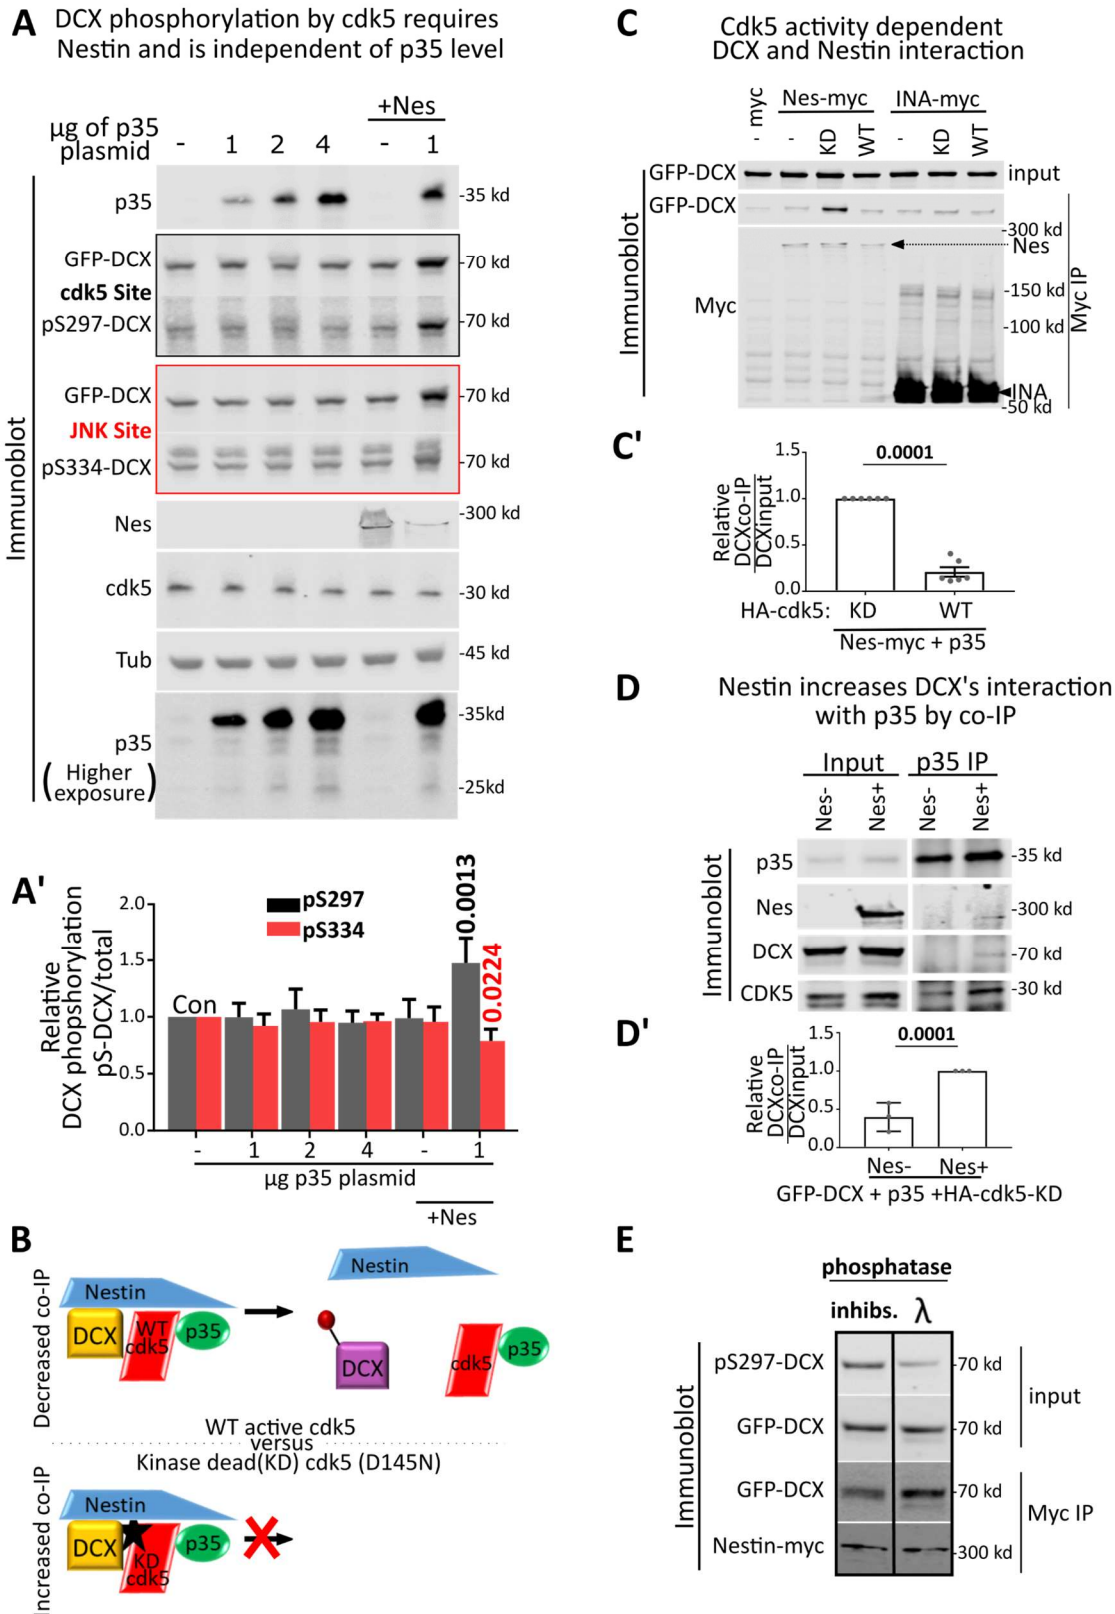 A
DCX phosphorylation by cdk5 requires
Nestin and is independent of p35 level
+Nes
µg of p35
plasmid
- 1 2 4 - 1
Immunoblot
p35
-35 kd
GFP-DCX
-70 kd
cdk5 Site
pS297-DCX
-70 kd
GFP-DCX
-70 kd
JNK Site
pS334-DCX
-70 kd
Nes
-300 kd
cdk5
-30 kd
Tub
-45 kd
-35kd
p35
(Higher
exposure)
-25kd
A'
Relative
DCX phopshorylation
pS-DCX/total
2.0
1.5
1.0
0.5
0.0
pS297
pS334
Con
0.0013
0.0224
- 1 2 4 - 1
µg p35 plasmid
+Nes
B
Decreased co-IP
Nestin
DCX
WT
cdk5
p35
Nestin
DCX
cdk5
p35
WT active cdk5
versus
Kinase dead(KD) cdk5 (D145N)
Increased co-IP
Nestin
DCX
KD
cdk5
p35
C
Cdk5 activity dependent
DCX and Nestin interaction
myc
Nes-myc
INA-myc
- - KD WT - KD WT
Immunoblot
GFP-DCX
input
GFP-DCX
-300 kd
Nes
Myc
-150 kd
-100 kd
INA
-50 kd
Myc IP
C'
Relative
DCXco-IP
DCXinput
1.5
1.0
0.5
0.0
0.0001
HA-cdk5: KD WT
Nes-myc + p35
D
Nestin increases DCX's interaction
with p35 by co-IP
Input
p35 IP
Nes- Nes+ Nes- Nes+
Immunoblot
p35
-35 kd
Nes
-300 kd
DCX
-70 kd
CDK5
-30 kd
D'
Relative
DCXco-IP
DCXinput
1.5
1.0
0.5
0.0
0.0001
Nes- Nes+
GFP-DCX + p35 +HA-cdk5-KD
E
phosphatase
inhibs. λ
Immunoblot
pS297-DCX
-70 kd
GFP-DCX
-70 kd
input
GFP-DCX
-70 kd
Nestin-myc
-300 kd
Myc IP